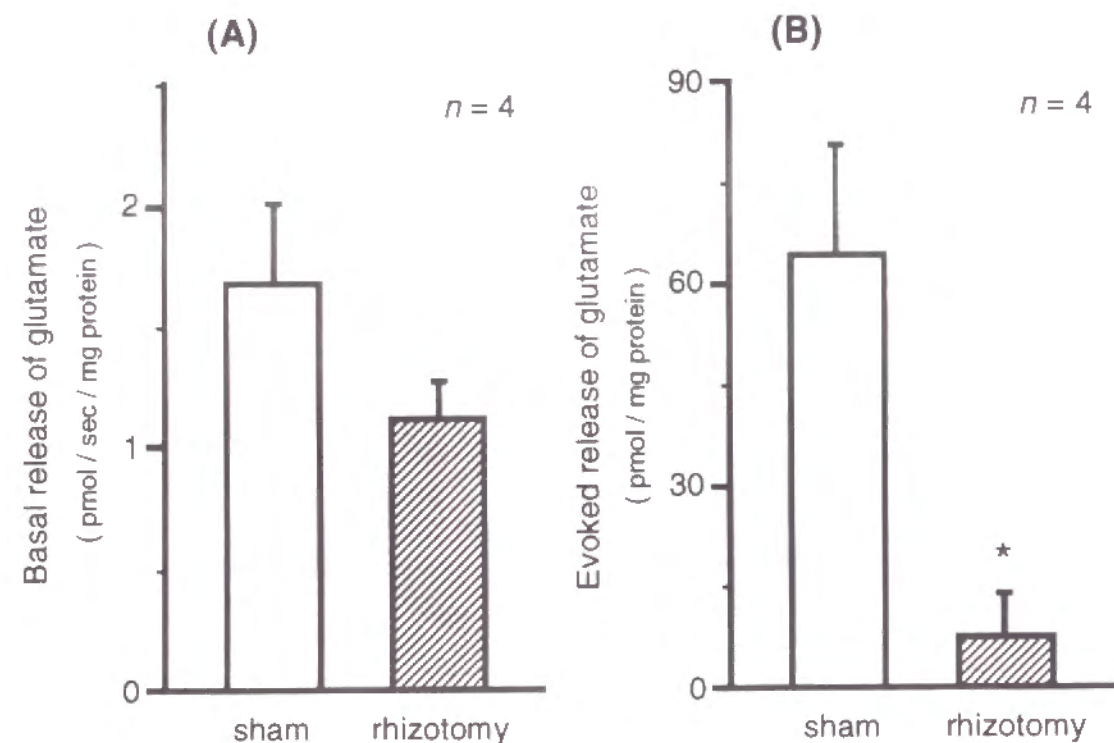 (A)
Basal release of glutamate
( pmol / sec / mg protein )
n = 4
2
1
0
sham rhizotomy
(B)
Evoked release of glutamate
( pmol / mg protein )
n = 4
90
60
30
0
*
sham rhizotomy